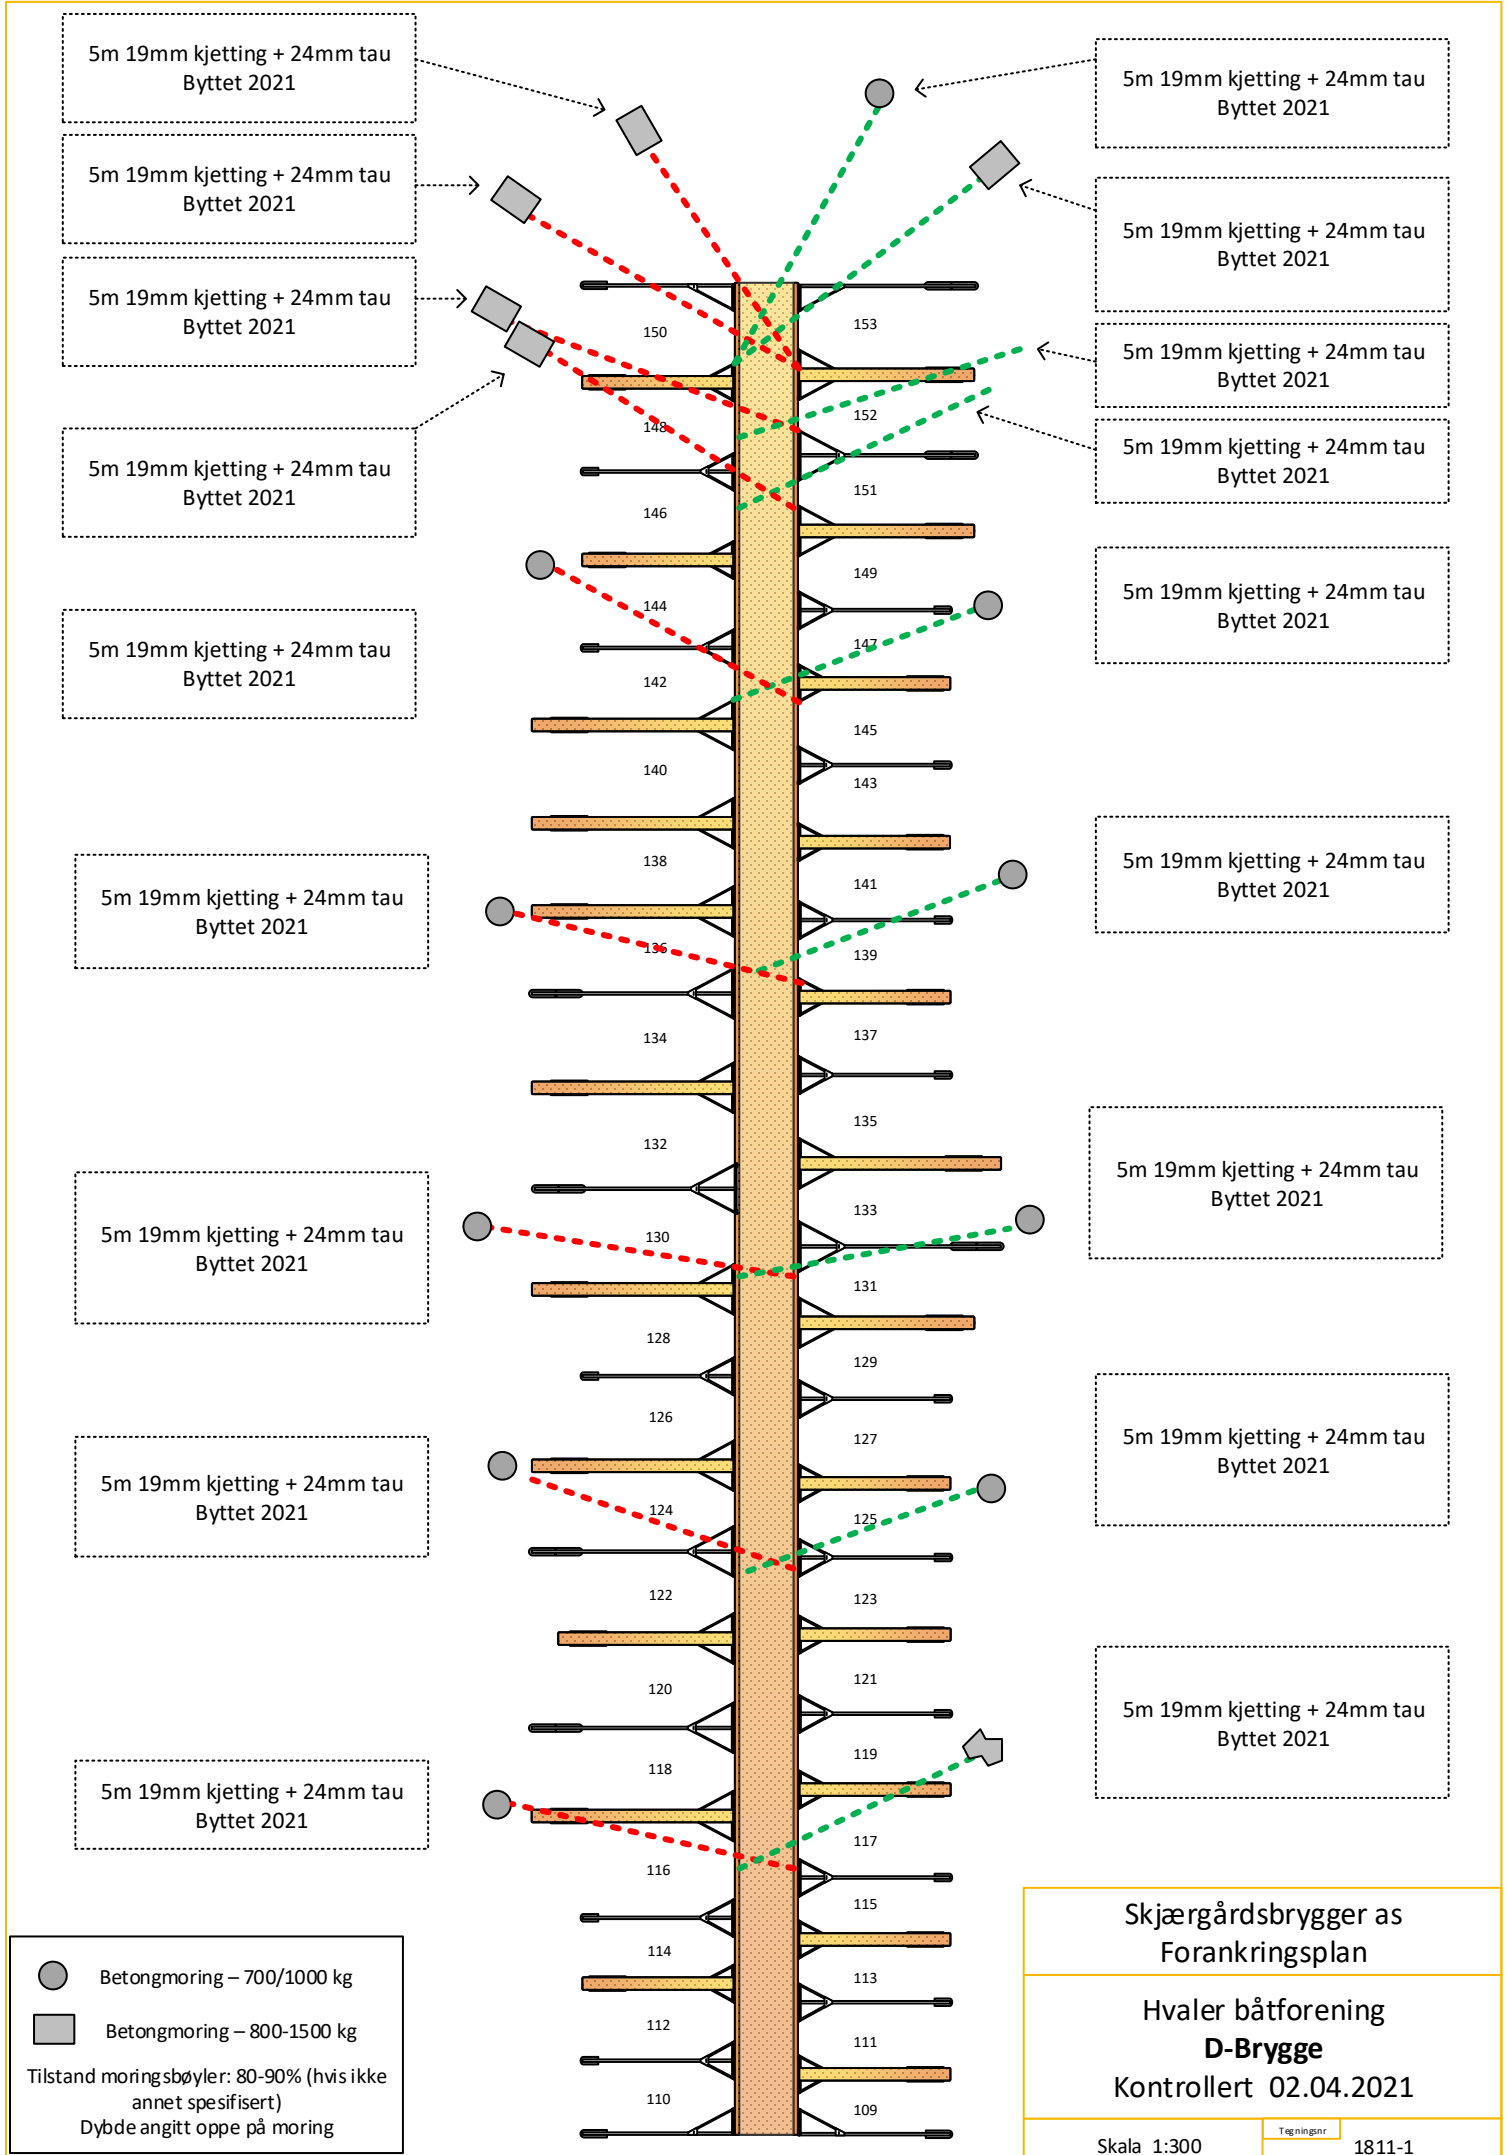 5m 19mm kjetting + 24mm tau
Byttet 2021
5m 19mm kjetting + 24mm tau
Byttet 2021
5m 19mm kjetting + 24mm tau
Byttet 2021
5m 19mm kjetting + 24mm tau
Byttet 2021
5m 19mm kjetting + 24mm tau
Byttet 2021
5m 19mm kjetting + 24mm tau
Byttet 2021
5m 19mm kjetting + 24mm tau
Byttet 2021
5m 19mm kjetting + 24mm tau
Byttet 2021
5m 19mm kjetting + 24mm tau
Byttet 2021
150
148
146
144
142
140
138
136
134
132
130
128
126
124
122
120
118
116
114
112
110
153
152
151
149
147
145
143
141
139
137
135
133
131
129
127
125
123
121
119
117
115
113
111
109
5m 19mm kjetting + 24mm tau
Byttet 2021
5m 19mm kjetting + 24mm tau
Byttet 2021
5m 19mm kjetting + 24mm tau
Byttet 2021
5m 19mm kjetting + 24mm tau
Byttet 2021
5m 19mm kjetting + 24mm tau
Byttet 2021
5m 19mm kjetting + 24mm tau
Byttet 2021
5m 19mm kjetting + 24mm tau
Byttet 2021
5m 19mm kjetting + 24mm tau
Byttet 2021
5m 19mm kjetting + 24mm tau
Byttet 2021
Betongmoring – 700/1000 kg
Betongmoring – 800-1500 kg
Tilstand moringsbøyler: 80-90% (hvis ikke
annet spesifisert)
Dybde angitt oppe på moring
Skjærgårdsbrygger as
Forankringsplan
Hvaler båtforening
D-Brygge
Kontrollert 02.04.2021
Skala 1:300
Tegningsnr
1811-1